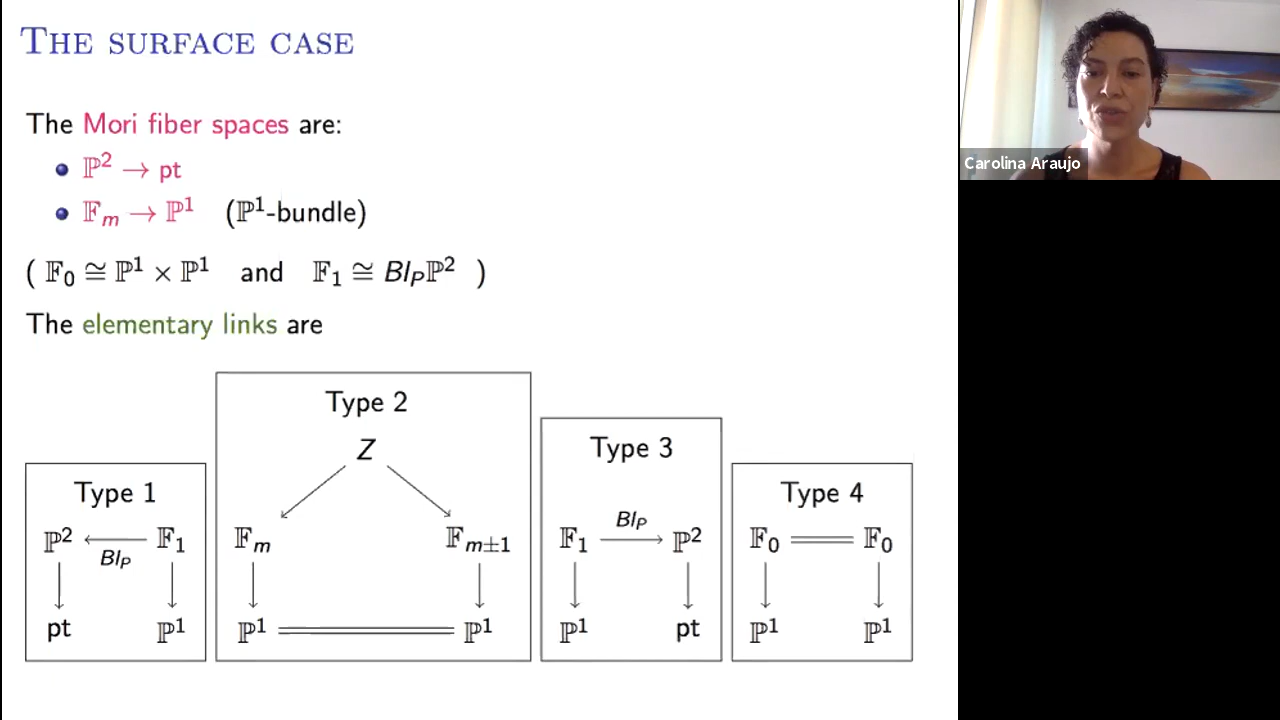 The surface case
The Mori fiber spaces are:
• ℙ² → pt
• 𝔽ₘ → ℙ¹ (ℙ¹-bundle)
( 𝔽₀ ≅ ℙ¹ × ℙ¹ and 𝔽₁ ≅ Bl_P ℙ² )
The elementary links are
Type 1
ℙ² ← 𝔽₁
Bl_P
↓ ↓
pt ℙ¹
Type 2
Z
↙ ↘
𝔽ₘ 𝔽ₘ±₁
↓ ↓
ℙ¹ = ℙ¹
Type 3
Bl_P
𝔽₁ → ℙ²
↓ ↓
ℙ¹ pt
Type 4
𝔽₀ = 𝔽₀
↓ ↓
ℙ¹ ℙ¹
Carolina Araujo